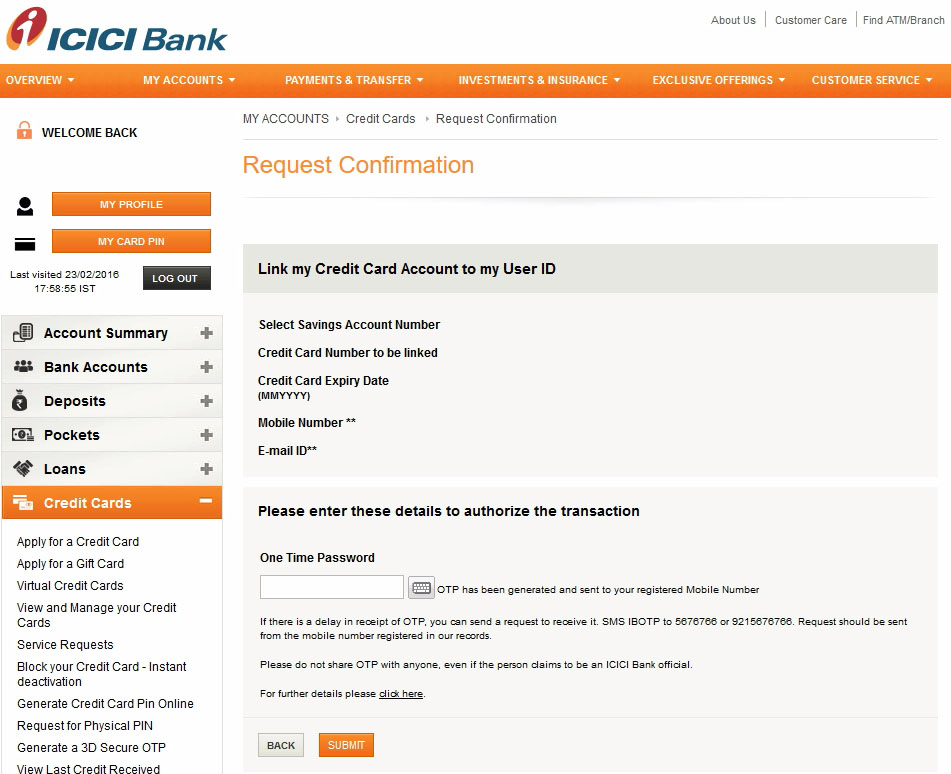 ICICI Bank
About Us
Customer Care
Find ATM/Branch
OVERVIEW
MY ACCOUNTS
PAYMENTS & TRANSFER
INVESTMENTS & INSURANCE
EXCLUSIVE OFFERINGS
CUSTOMER SERVICE
WELCOME BACK
MY PROFILE
MY CARD PIN
Last visited 23/02/2016
17:58:55 IST
LOG OUT
Account Summary
Bank Accounts
Deposits
Pockets
Loans
Credit Cards
Apply for a Credit Card
Apply for a Gift Card
Virtual Credit Cards
View and Manage your Credit
Cards
Service Requests
Block your Credit Card - Instant
deactivation
Generate Credit Card Pin Online
Request for Physical PIN
Generate a 3D Secure OTP
View Last Credit Received
MY ACCOUNTS
Credit Cards
Request Confirmation
Request Confirmation
Link my Credit Card Account to my User ID
Select Savings Account Number
Credit Card Number to be linked
Credit Card Expiry Date
(MMYYYY)
Mobile Number **
E-mail ID**
Please enter these details to authorize the transaction
One Time Password
OTP has been generated and sent to your registered Mobile Number
If there is a delay in receipt of OTP, you can send a request to receive it. SMS IBOTP to 5676766 or 9215676766. Request should be sent
from the mobile number registered in our records.
Please do not share OTP with anyone, even if the person claims to be an ICICI Bank official.
For further details please click here.
BACK
SUBMIT